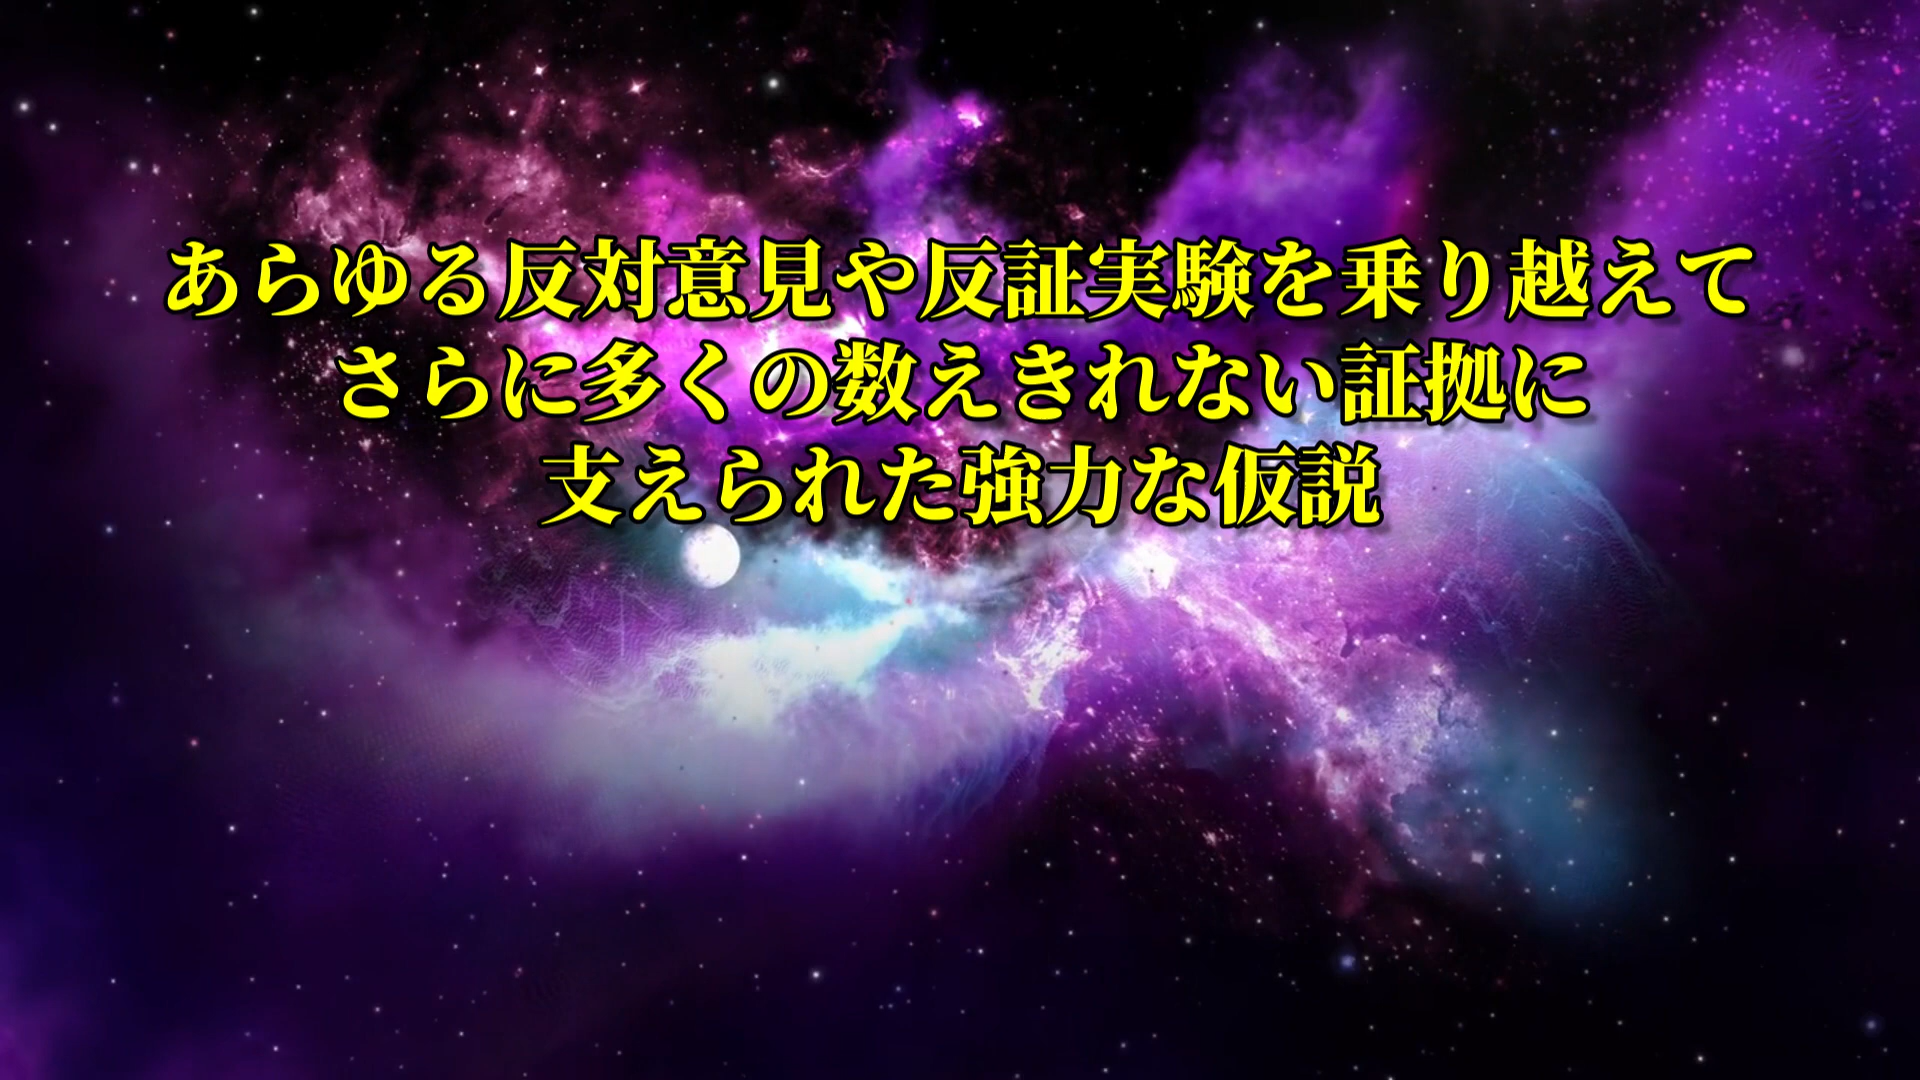 あらゆる反対意見や反証実験を乗り越えて
さらに多くの数えきれない証拠に
支えられた強力な仮説